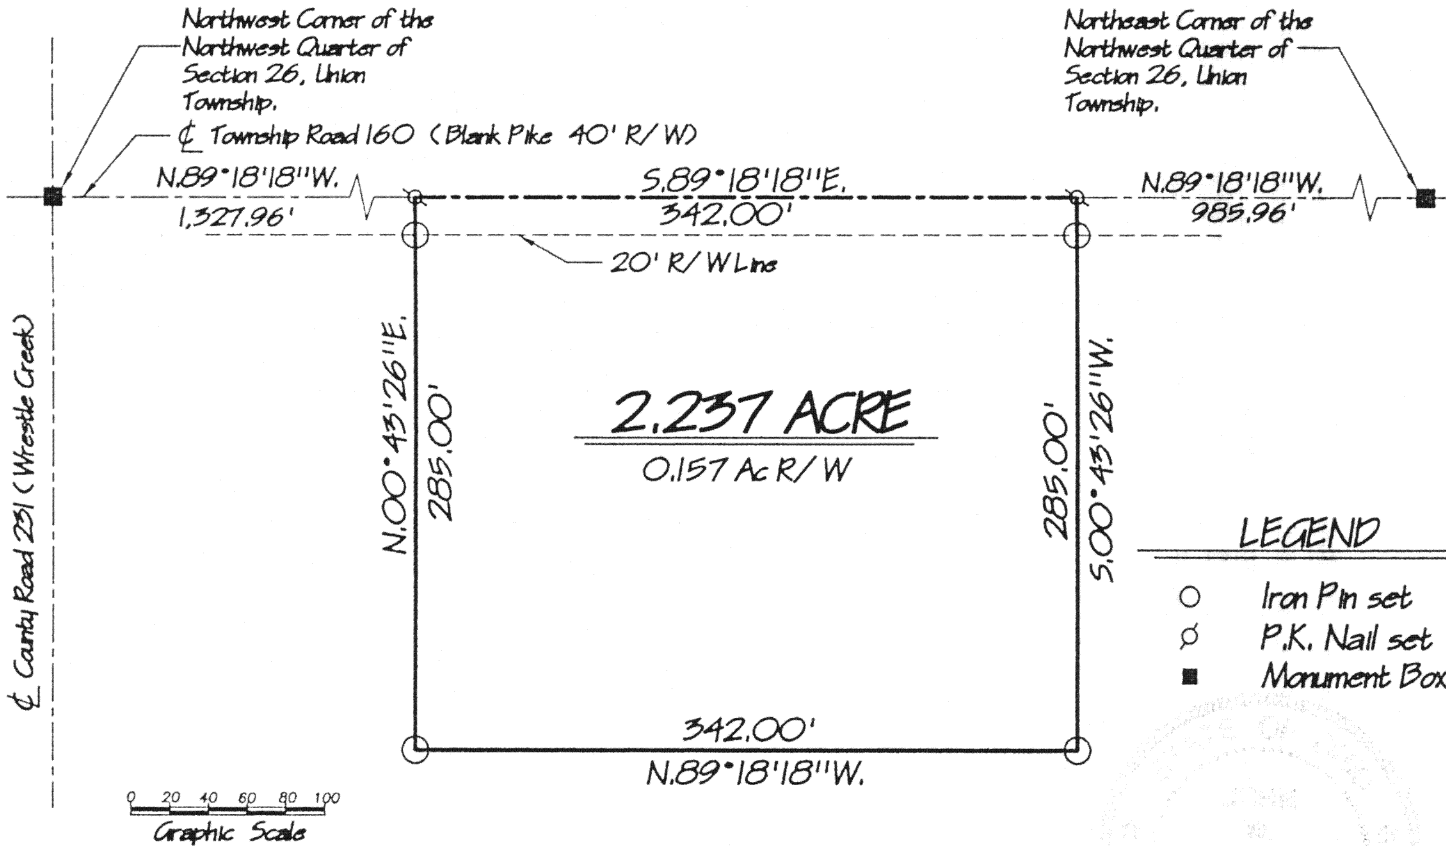 Northwest Corner of the
Northwest Quarter of
Section 26, Union
Township.
Northeast Corner of the
Northwest Quarter of
Section 26, Union
Township.
℄ Township Road 160 (Blank Pike 40' R/W)
N.89°18'18"W.
1,327.96'
S.89°18'18"E.
342.00'
N.89°18'18"W.
985.96'
20' R/W Line
℄ County Road 231 (Wrestle Creek)
N.00°43'26"E.
285.00'
2.237 ACRE
0.157 Ac R/W
285.00'
S.00°43'26"W.
LEGEND
Iron Pin set
P.K. Nail set
Monument Box
342.00'
N.89°18'18"W.
0 20 40 60 80 100
Graphic Scale